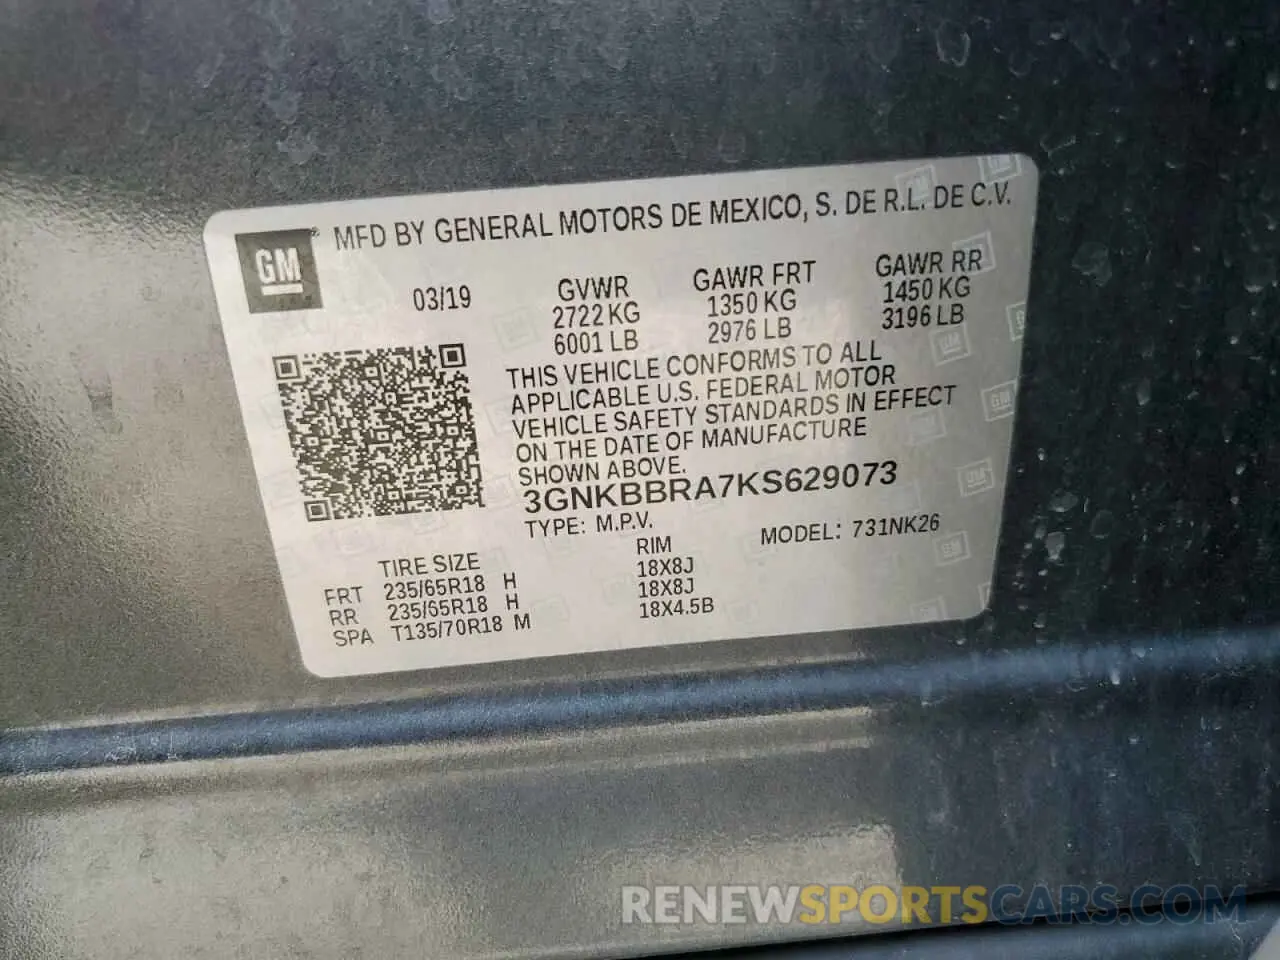 MFD BY GENERAL MOTORS DE MEXICO, S. DE R.L. DE C.V.
GM
03/19
GVWR GAWR FRT GAWR RR
2722 KG 1350 KG 1450 KG
6001 LB 2976 LB 3196 LB
THIS VEHICLE CONFORMS TO ALL
APPLICABLE U.S. FEDERAL MOTOR
VEHICLE SAFETY STANDARDS IN EFFECT
ON THE DATE OF MANUFACTURE
SHOWN ABOVE.
3GNKBBRA7KS629073
TYPE: M.P.V. MODEL: 731NK26
TIRE SIZE RIM
FRT 235/65R18 H 18X8J
RR 235/65R18 H 18X8J
SPA T135/70R18 M 18X4.5B
RENEWSPORTSCARS.COM